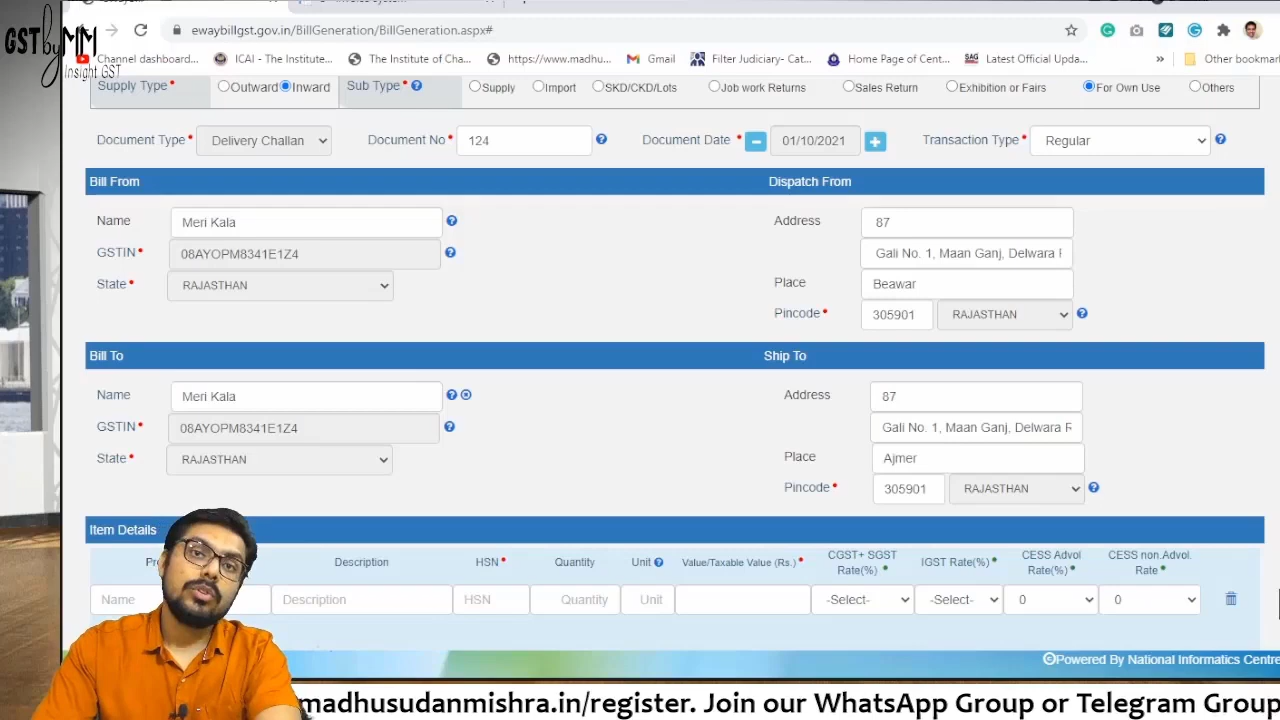 GST by MM
Insight GST
ewaybillgst.gov.in/BillGeneration/BillGeneration.aspx#
Channel dashboard... ICAI - The Institute... The Institute of Cha... https://www.madhu... Gmail Filter Judiciary- Cat... Home Page of Cent... SAG Latest Official Upda... » Other bookmar
Supply Type * Outward Inward Sub Type * Supply Import SKD/CKD/Lots Job work Returns Sales Return Exhibition or Fairs For Own Use Others
Document Type * Delivery Challan Document No * 124 Document Date * 01/10/2021 Transaction Type * Regular
Bill From Dispatch From
Name Meri Kala Address 87
GSTIN * 08AYOPM8341E1Z4 Gali No. 1, Maan Ganj, Delwara
State * RAJASTHAN Place Beawar
Pincode * 305901 RAJASTHAN
Bill To Ship To
Name Meri Kala Address 87
GSTIN * 08AYOPM8341E1Z4 Gali No. 1, Maan Ganj, Delwara R
State * RAJASTHAN Place Ajmer
Pincode * 305901 RAJASTHAN
Item Details
Description HSN * Quantity Unit Value/Taxable Value (Rs.) * CGST+ SGST Rate(%) * IGST Rate(%) * CESS Advol Rate(%) * CESS non.Advol. Rate *
Name Description HSN Quantity Unit -Select- -Select- 0 0
©Powered By National Informatics Centre
madhusudanmishra.in/register. Join our WhatsApp Group or Telegram Group